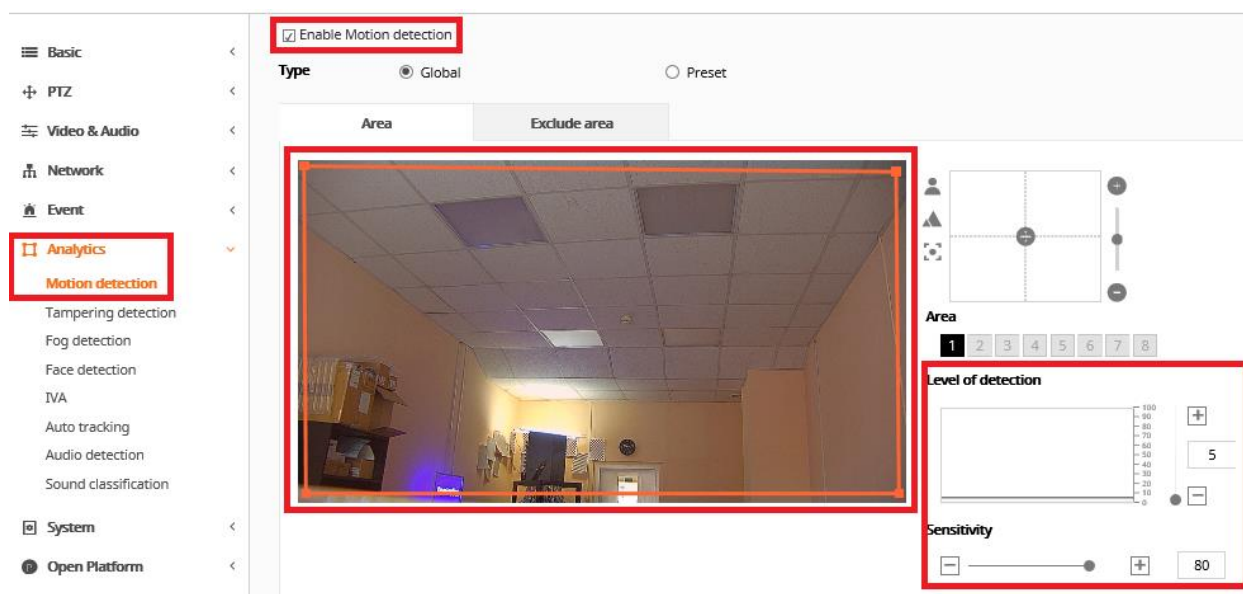 Basic
PTZ
Video & Audio
Network
Event
Analytics
Motion detection
Tampering detection
Fog detection
Face detection
IVA
Auto tracking
Audio detection
Sound classification
System
Open Platform
Enable Motion detection
Type Global Preset
Area Exclude area
Area
1 2 3 4 5 6 7 8
Level of detection
100
90
80
70
60
50
40
30
20
10
0
5
Sensitivity
80